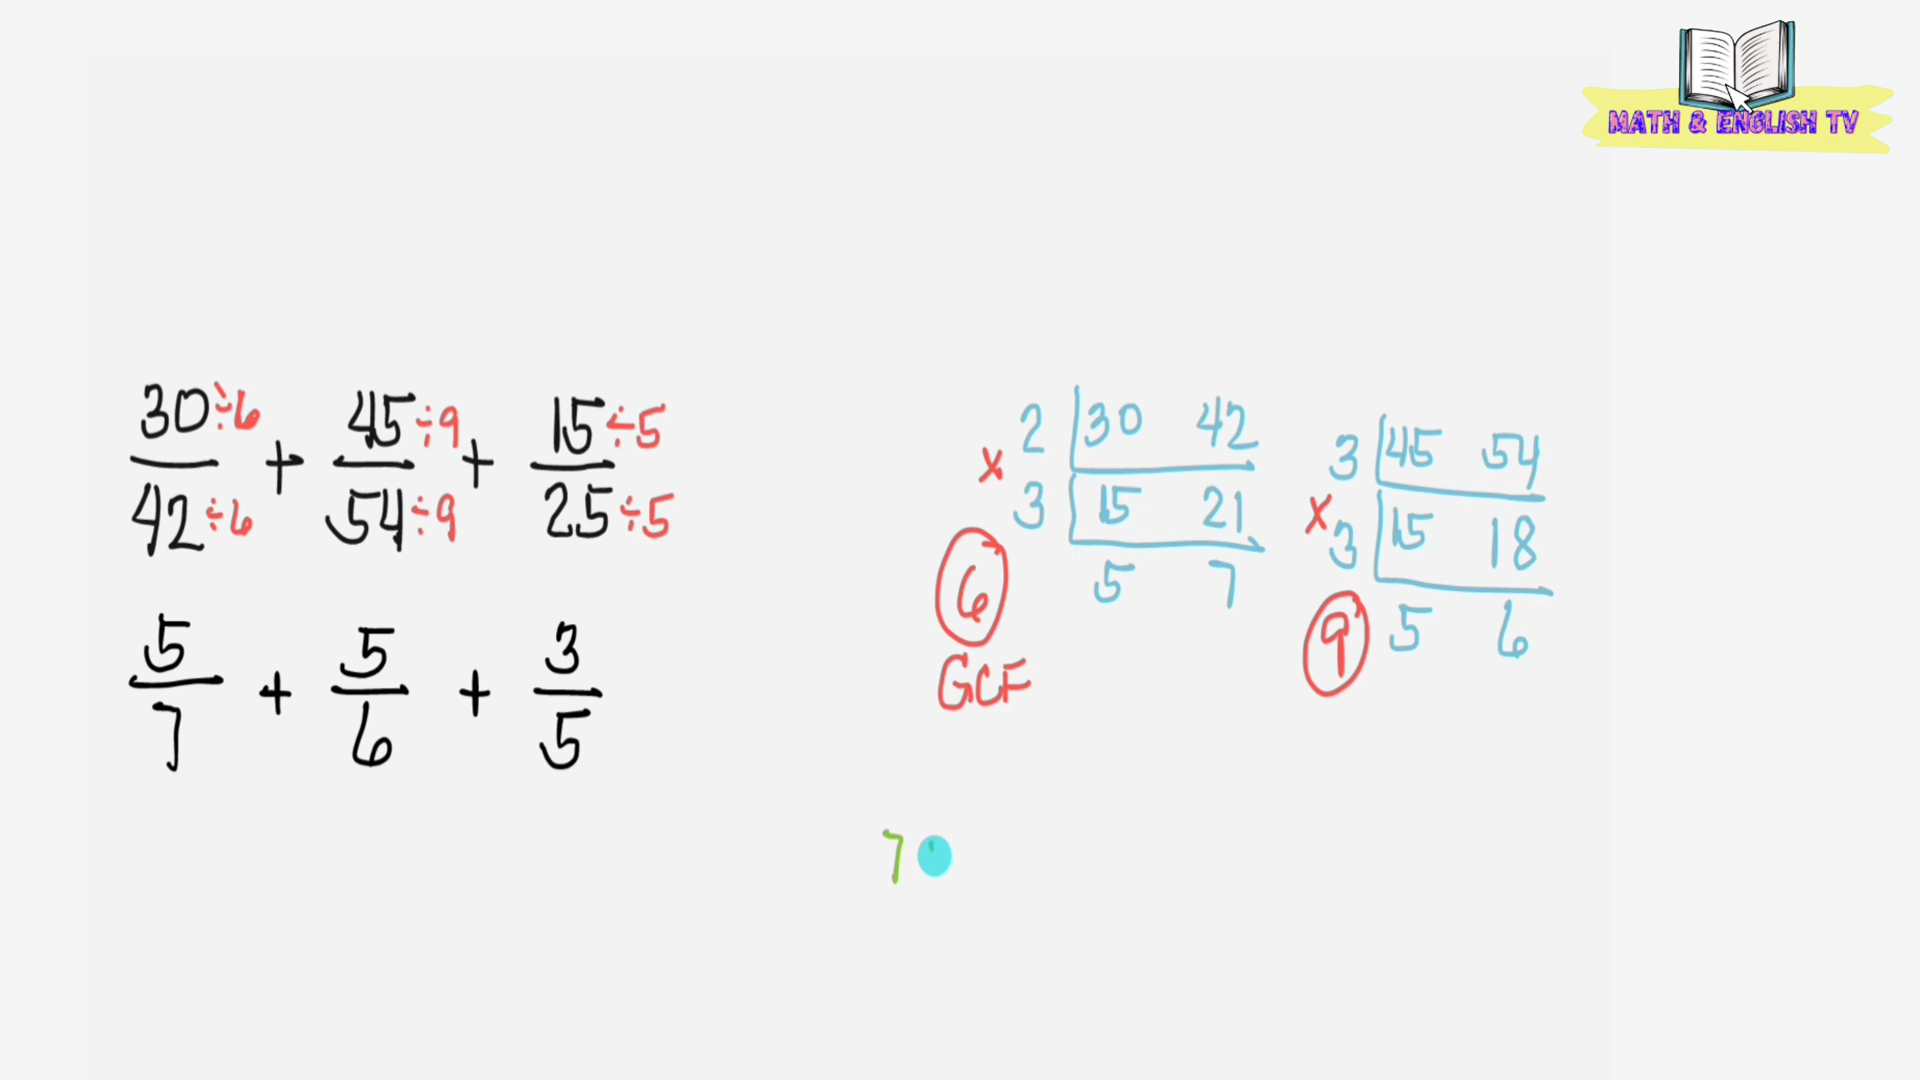 MATH & ENGLISH TV
30÷6 + 45÷9 + 15÷5
42÷6 54÷9 25÷5
5 + 5 + 3
7 6 5
2 30 42
x
3 15 21
6 5 7
GCF
3 45 54
x
3 15 18
9 5 6
7